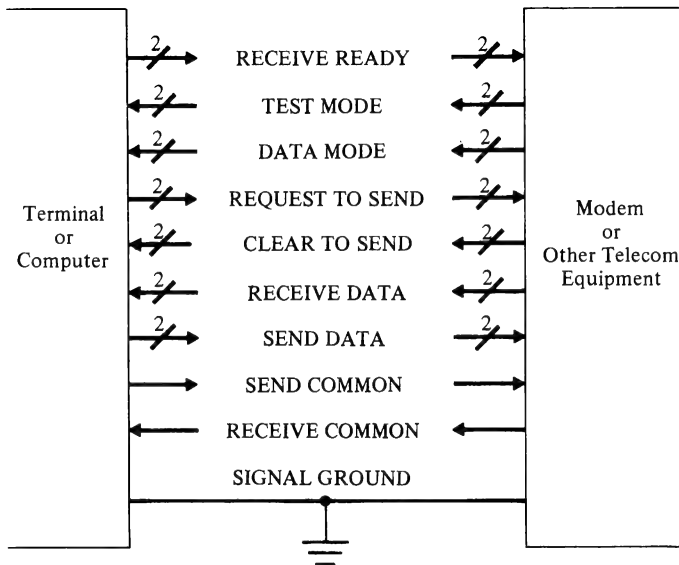 2 RECEIVE READY 2
2 TEST MODE 2
2 DATA MODE 2
2 REQUEST TO SEND 2
2 CLEAR TO SEND 2
2 RECEIVE DATA 2
2 SEND DATA 2
SEND COMMON
RECEIVE COMMON
SIGNAL GROUND
Terminal
or
Computer
Modem
or
Other Telecom
Equipment